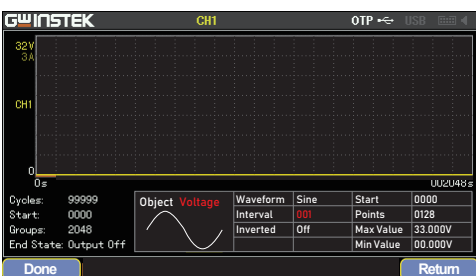 GWINSTEK CH1 OTP USB
32V
3A
CH1
0
0s 002048s
Cycles: 99999
Start: 0000
Groups: 2048
End State: Output Off
Object Voltage
Waveform Sine Start 0000
Interval 001 Points 0128
Inverted Off Max Value 33.000V
Min Value 00.000V
Done Return